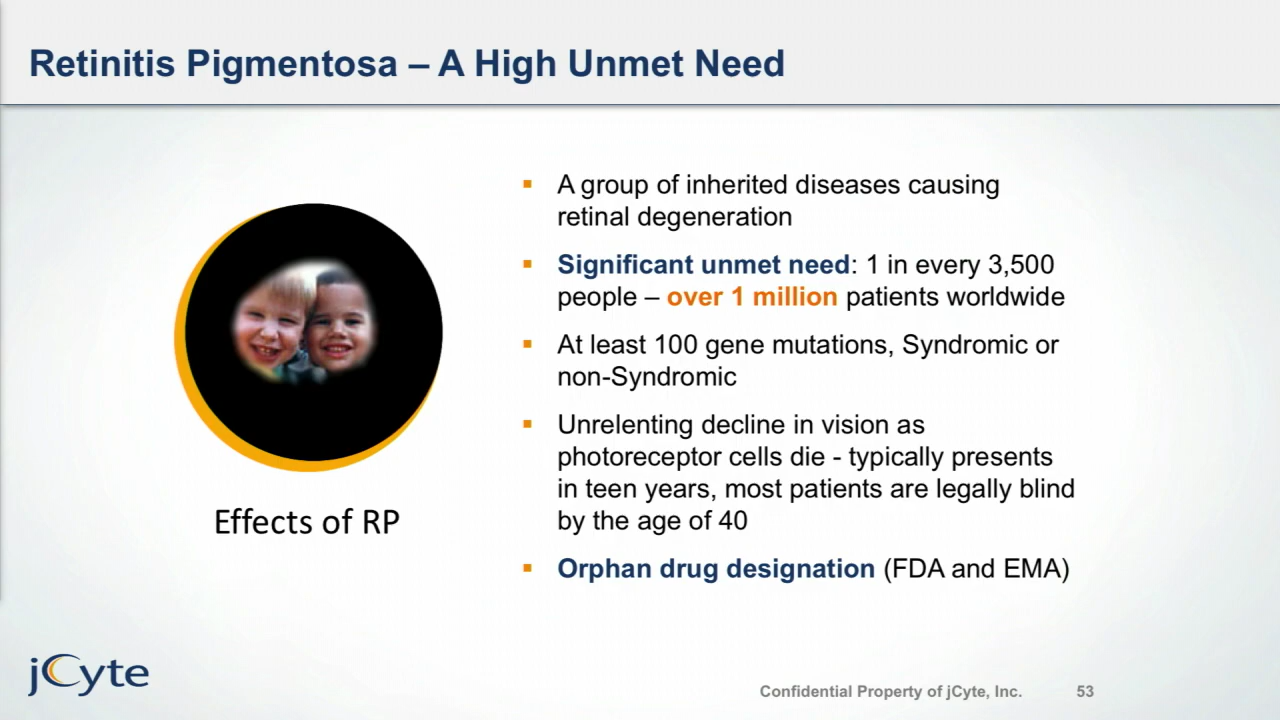 Retinitis Pigmentosa – A High Unmet Need
▪ A group of inherited diseases causing
retinal degeneration
▪ Significant unmet need: 1 in every 3,500
people – over 1 million patients worldwide
▪ At least 100 gene mutations, Syndromic or
non-Syndromic
▪ Unrelenting decline in vision as
photoreceptor cells die - typically presents
in teen years, most patients are legally blind
by the age of 40
▪ Orphan drug designation (FDA and EMA)
Effects of RP
jCyte
Confidential Property of jCyte, Inc. 53